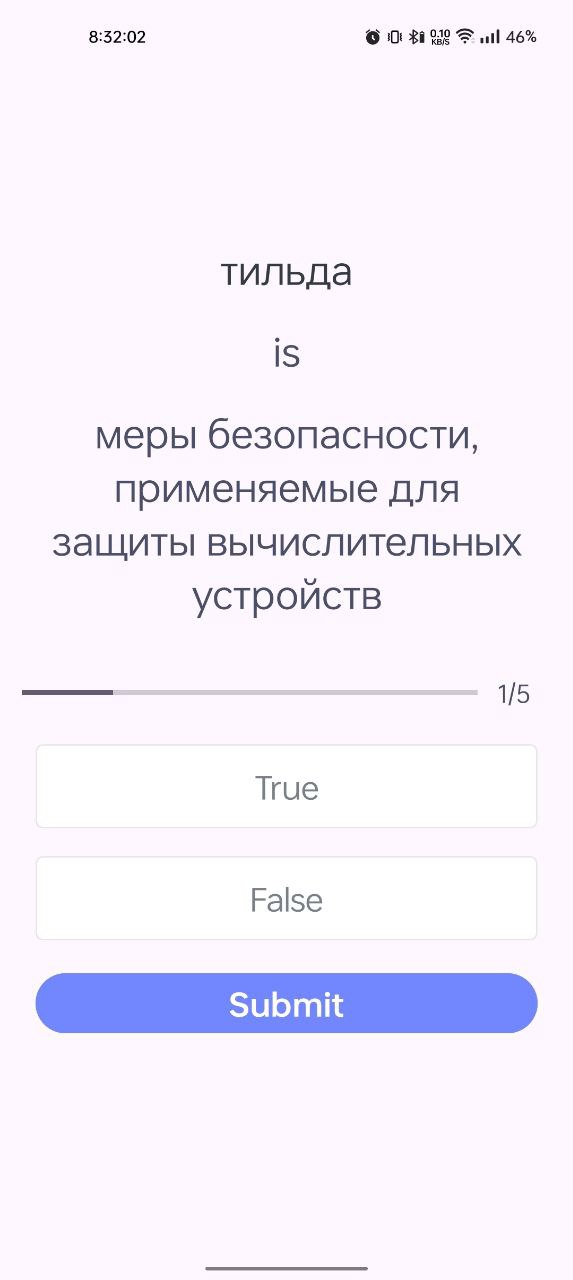 8:32:02
0.10
KB/S
46%
тильда
is
меры безопасности,
применяемые для
защиты вычислительных
устройств
1/5
True
False
Submit